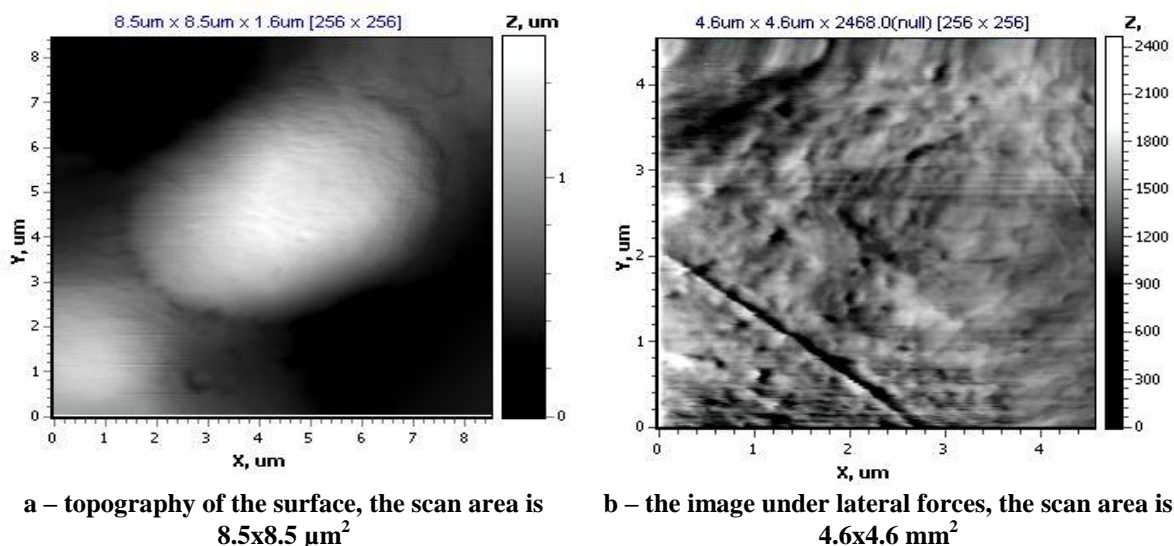 8.5um x 8.5um x 1.6um [256 x 256]
Z, um
8
7
6
5
4
3
2
1
0
Y, um
1
0
0 1 2 3 4 5 6 7 8
X, um
4.6um x 4.6um x 2468.0(null) [256 x 256]
Z,
4
3
2
1
0
Y, um
2400
2100
1800
1500
1200
900
600
300
0
0 1 2 3 4
X, um
a – topography of the surface, the scan area is
8.5x8.5 µm²
b – the image under lateral forces, the scan area is
4.6x4.6 mm²